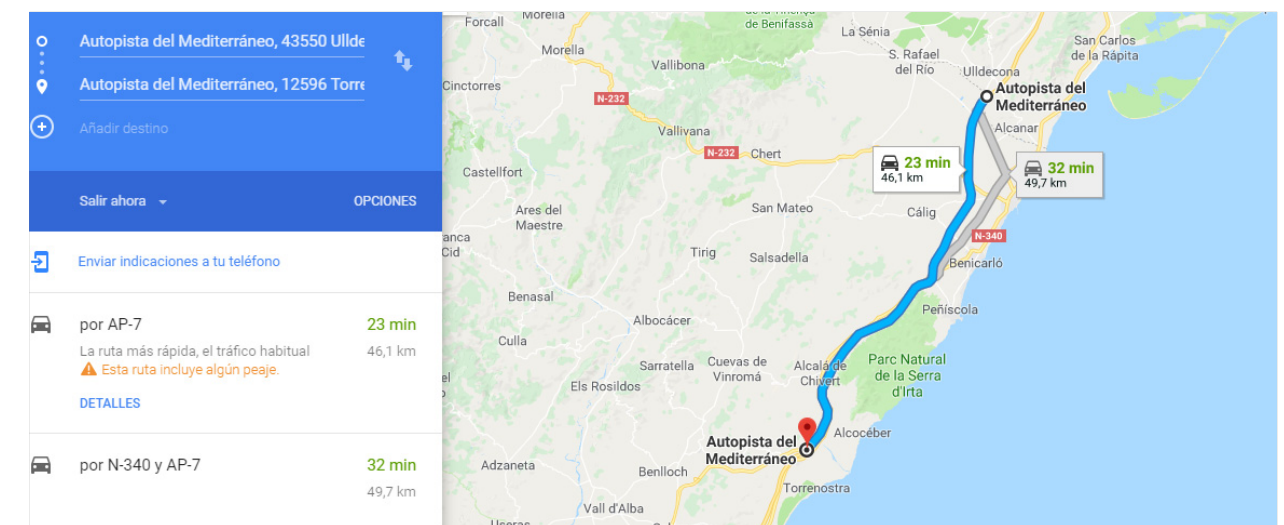 Autopista del Mediterráneo, 43550 Ullde
Autopista del Mediterráneo, 12596 Torre
Añadir destino
Salir ahora
OPCIONES
Enviar indicaciones a tu teléfono
por AP-7
23 min
La ruta más rápida, el tráfico habitual
46,1 km
Esta ruta incluye algún peaje.
DETALLES
por N-340 y AP-7
32 min
49,7 km
Forcall
Morella
de Benifassà
La Sénia
San Carlos
de la Rápita
Morella
Vallibona
S. Rafael
del Río
Ulldecona
Cinctorres
N-232
Autopista del
Mediterráneo
Vallivana
Alcanar
N-232
Chert
23 min
46,1 km
32 min
49,7 km
Castellfort
Ares del
Maestre
San Mateo
Cálig
N-340
Tirig
Salsadella
Benicarló
Benasal
Albocácer
Peñíscola
Culla
Sarratella
Cuevas de
Vinromá
Alcalá de
Chivert
Parc Natural
de la Serra
d'Irta
Els Rosildos
Autopista del
Mediterráneo
Alcocéber
Adzaneta
Benlloch
Torrenostra
Vall d'Alba
Useras